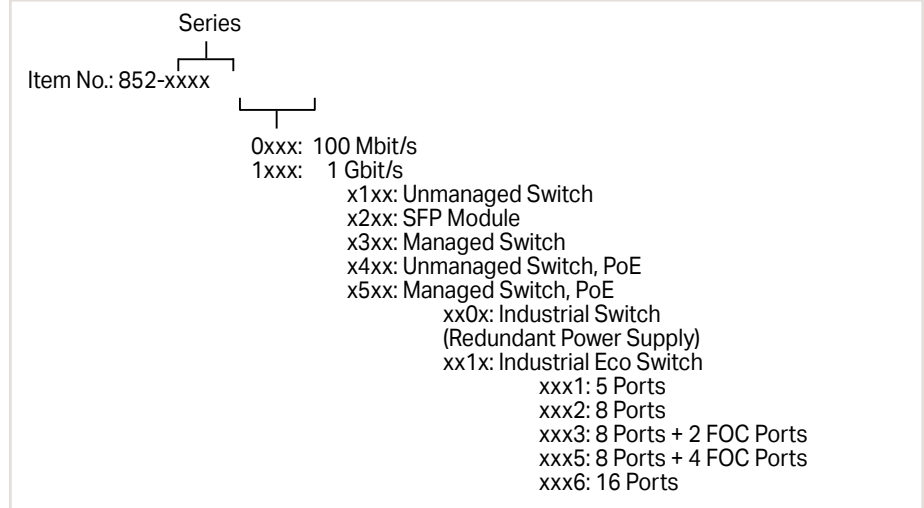 Series
Item No.: 852-xxxx
0xxx: 100 Mbit/s
1xxx: 1 Gbit/s
x1xx: Unmanaged Switch
x2xx: SFP Module
x3xx: Managed Switch
x4xx: Unmanaged Switch, PoE
x5xx: Managed Switch, PoE
xx0x: Industrial Switch
(Redundant Power Supply)
xx1x: Industrial Eco Switch
xxx1: 5 Ports
xxx2: 8 Ports
xxx3: 8 Ports + 2 FOC Ports
xxx5: 8 Ports + 4 FOC Ports
xxx6: 16 Ports